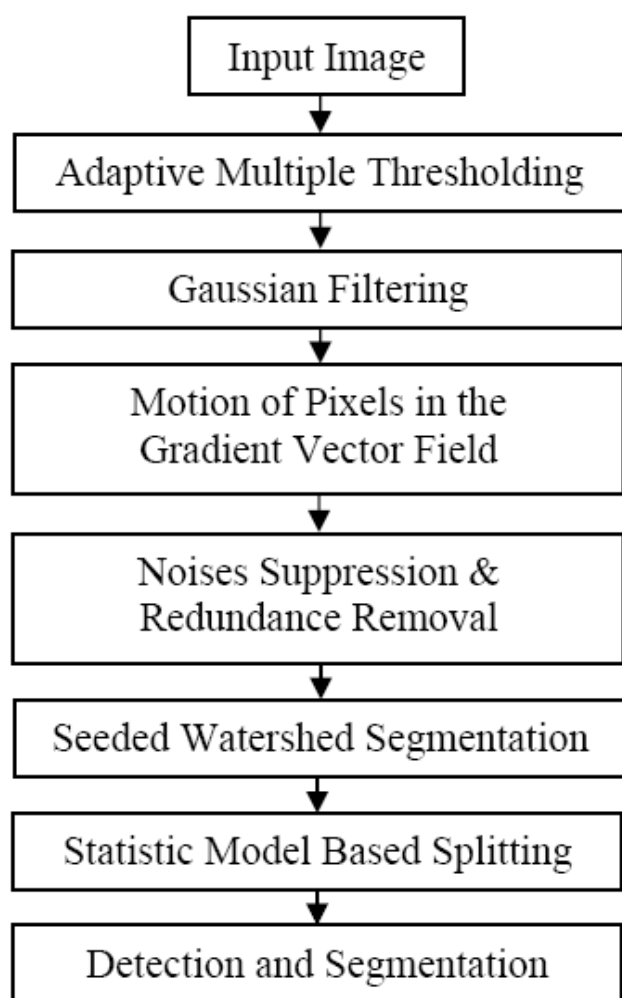 Input Image
Adaptive Multiple Thresholding
Gaussian Filtering
Motion of Pixels in the
Gradient Vector Field
Noises Suppression &
Redundance Removal
Seeded Watershed Segmentation
Statistic Model Based Splitting
Detection and Segmentation